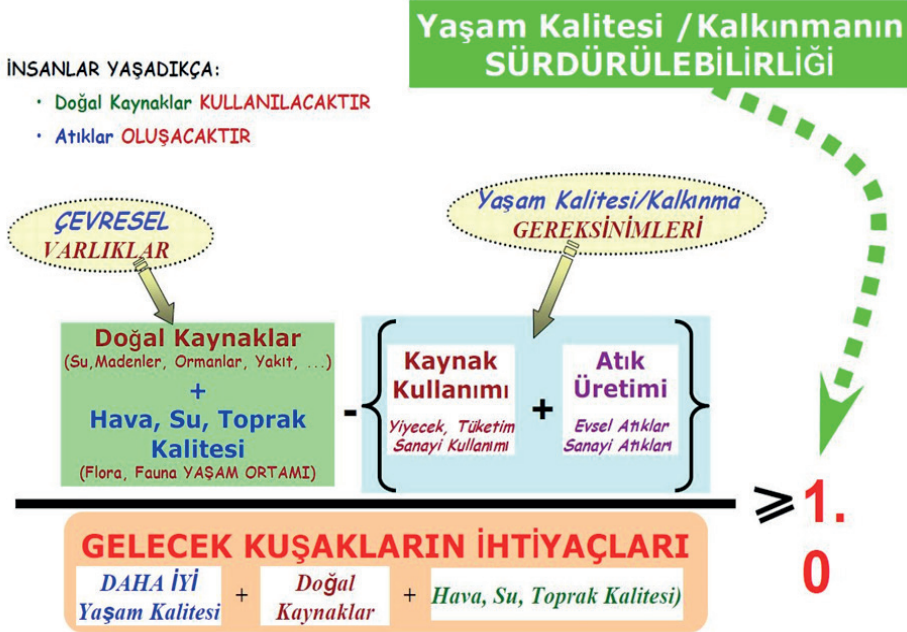 Yaşam Kalitesi /Kalkınmanın
SÜRDÜRÜLEBİLİRLİĞİ
İNSANLAR YAŞADIKÇA:
• Doğal Kaynaklar KULLANILACAKTIR
• Atıklar OLUŞACAKTIR
ÇEVRESEL
VARLIKLAR
Yaşam Kalitesi/Kalkınma
GEREKSİNİMLERİ
Doğal Kaynaklar
(Su,Madenler, Ormanlar, Yakıt, ...)
+
Hava, Su, Toprak
Kalitesi
(Flora, Fauna YAŞAM ORTAMI)
-
{
Kaynak
Kullanımı
Yiyecek, Tüketim
Sanayi Kullanımı
+
Atık
Üretimi
Evsel Atıklar
Sanayi Atıkları
}
⩾ 1.
0
GELECEK KUŞAKLARIN İHTİYAÇLARI
DAHA İYİ
Yaşam Kalitesi
+
Doğal
Kaynaklar
+
Hava, Su, Toprak Kalitesi)